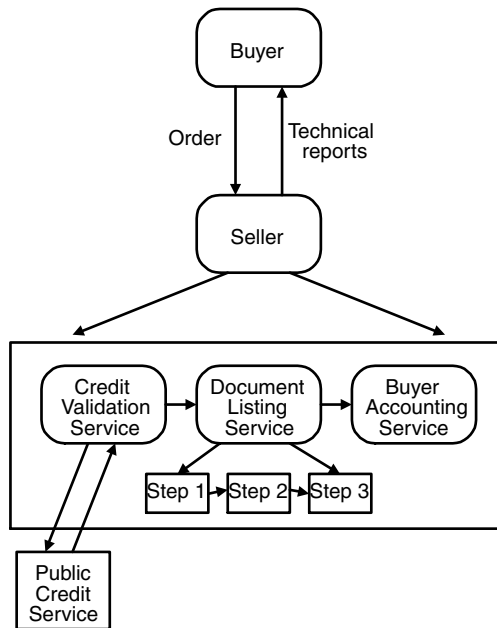 Buyer
Order
Technical
reports
Seller
Credit
Validation
Service
Document
Listing
Service
Buyer
Accounting
Service
Step 1
Step 2
Step 3
Public
Credit
Service